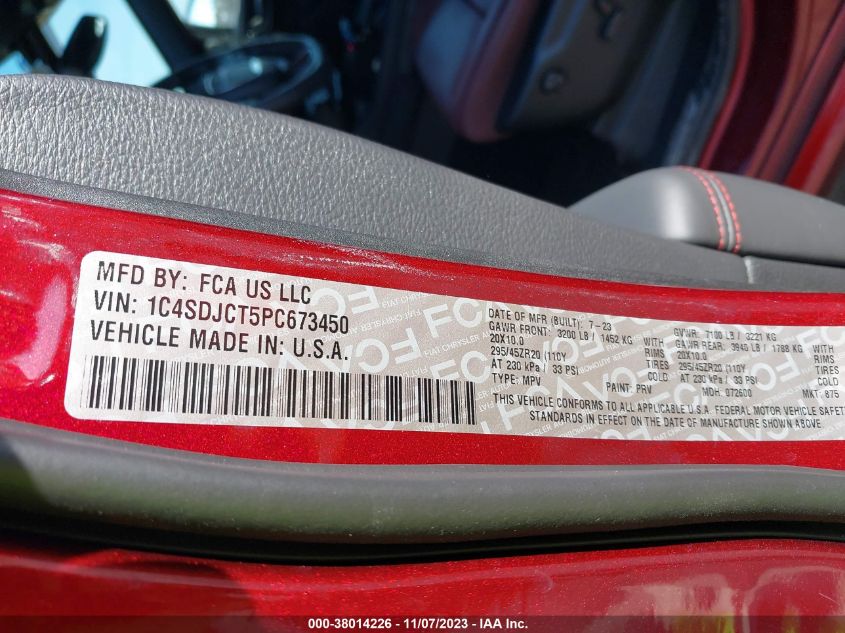 MFD BY: FCA US LLC
VIN: 1C4SDJCT5PC673450
VEHICLE MADE IN: U.S.A.
DATE OF MFR (BUILT): 7-23 GVWR: 7100 LB / 3221 KG
GAWR FRONT: 3200 LB / 1452 KG WITH GAWR REAR: 3940 LB / 1788 KG WITH
20X10.0 RIMS 20X10.0 RIMS
295/45ZR20 (110Y TIRES 295/45ZR20 (110Y TIRES
AT 230 kPa / 33 PSI COLD AT 230 kPa / 33 PSI COLD
TYPE: MPV PAINT: PRV MDH: 072600 MKT: 875
THIS VEHICLE CONFORMS TO ALL APPLICABLE U.S.A. FEDERAL MOTOR VEHICLE SAFETY
STANDARDS IN EFFECT ON THE DATE OF MANUFACTURE SHOWN ABOVE
000-38014226 - 11/07/2023 - IAA Inc.